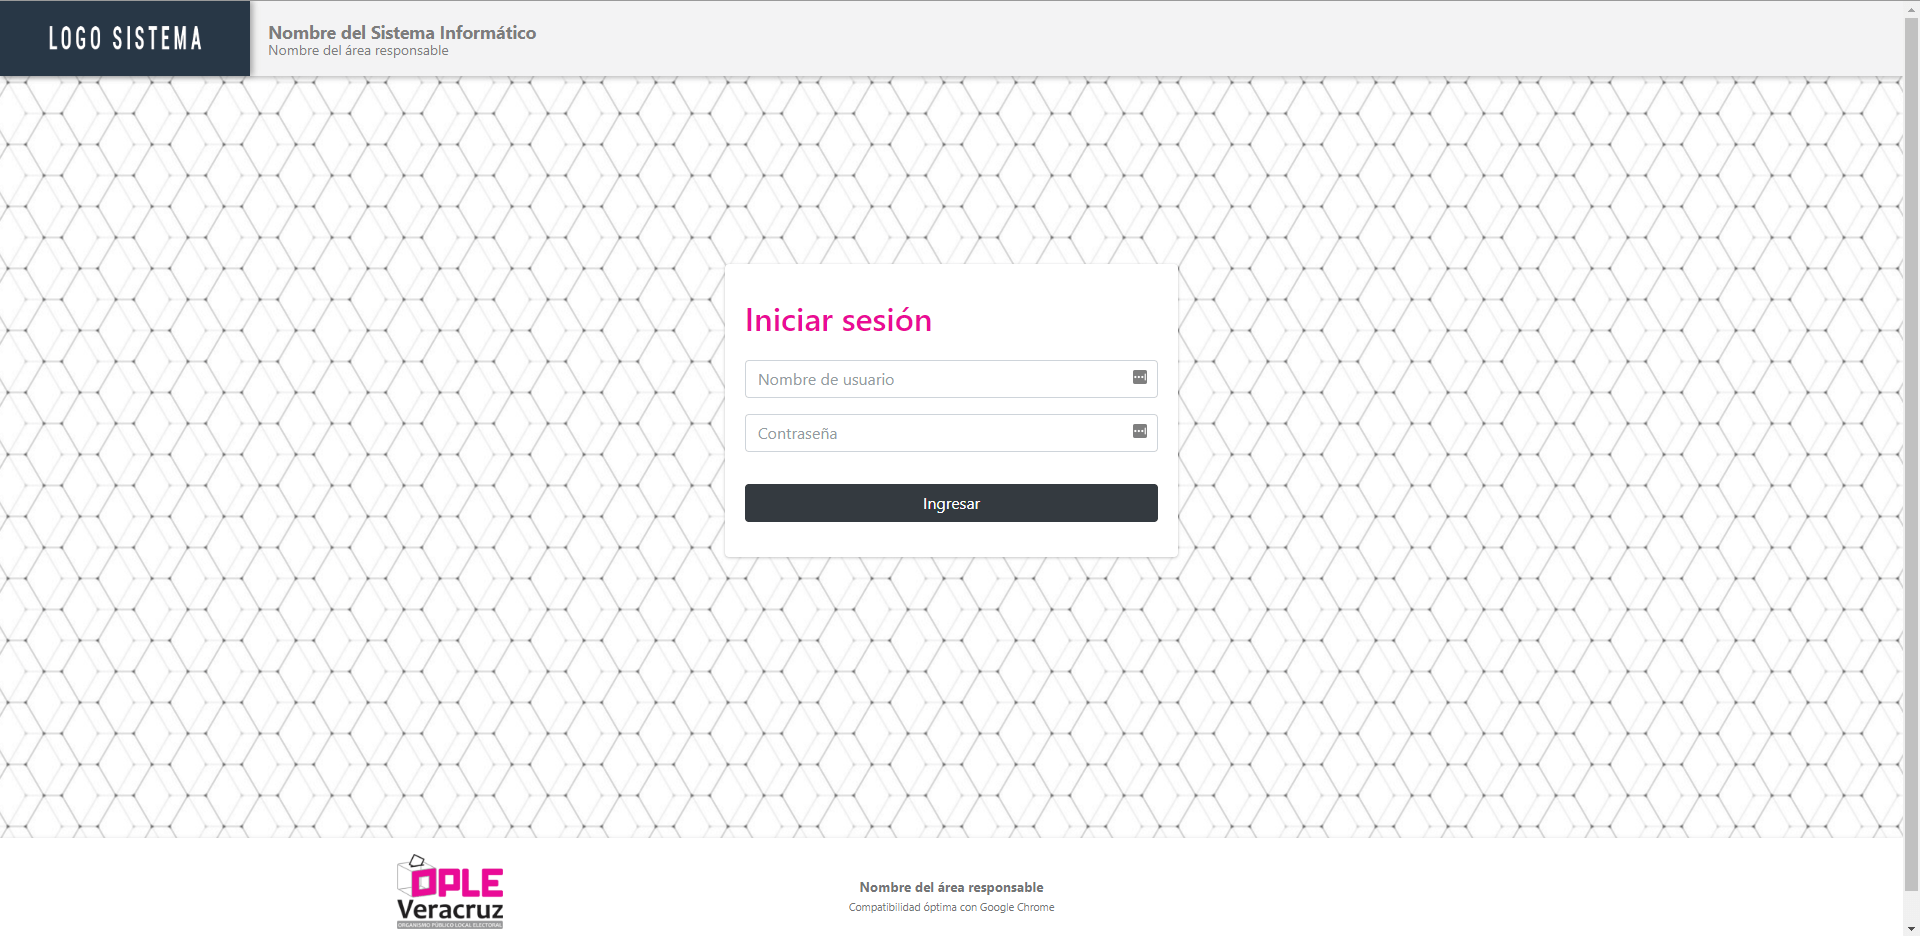 LOGO SISTEMA
Nombre del Sistema Informático
Nombre del área responsable
Iniciar sesión
Nombre de usuario
Contraseña
Ingresar
OPLE
Veracruz
ORGANISMO PÚBLICO LOCAL ELECTORAL
Nombre del área responsable
Compatibilidad óptima con Google Chrome